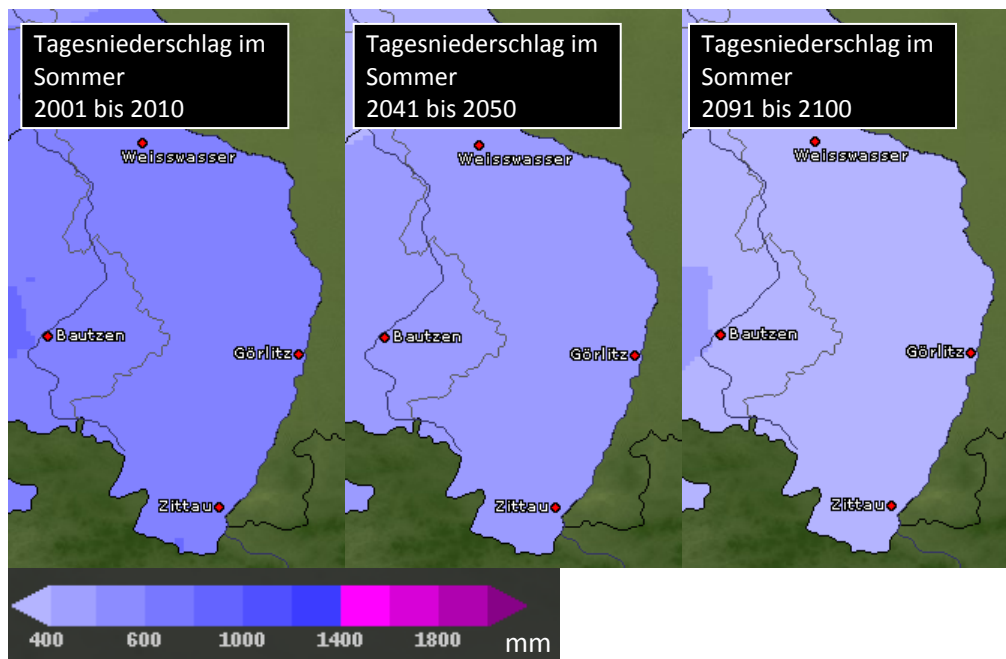 Tagesniederschlag im
Sommer
2001 bis 2010
Weisswasser
Bautzen
Görlitz
Zittau
Tagesniederschlag im
Sommer
2041 bis 2050
Weisswasser
Bautzen
Görlitz
Zittau
Tagesniederschlag im
Sommer
2091 bis 2100
Weisswasser
Bautzen
Görlitz
Zittau
400 600 1000 1400 1800 mm